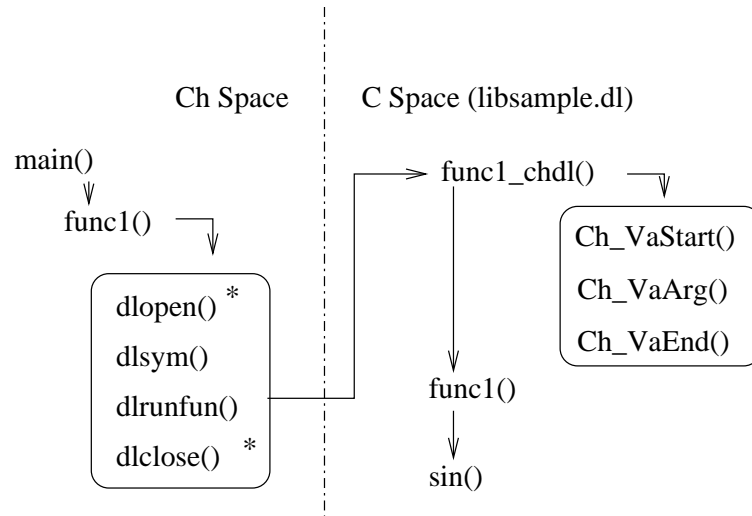 Ch Space
C Space (libsample.dl)
main()
func1()
dlopen() *
dlsym()
dlrunfun()
dlclose() *
func1_chdl()
Ch_VaStart()
Ch_VaArg()
Ch_VaEnd()
func1()
sin()